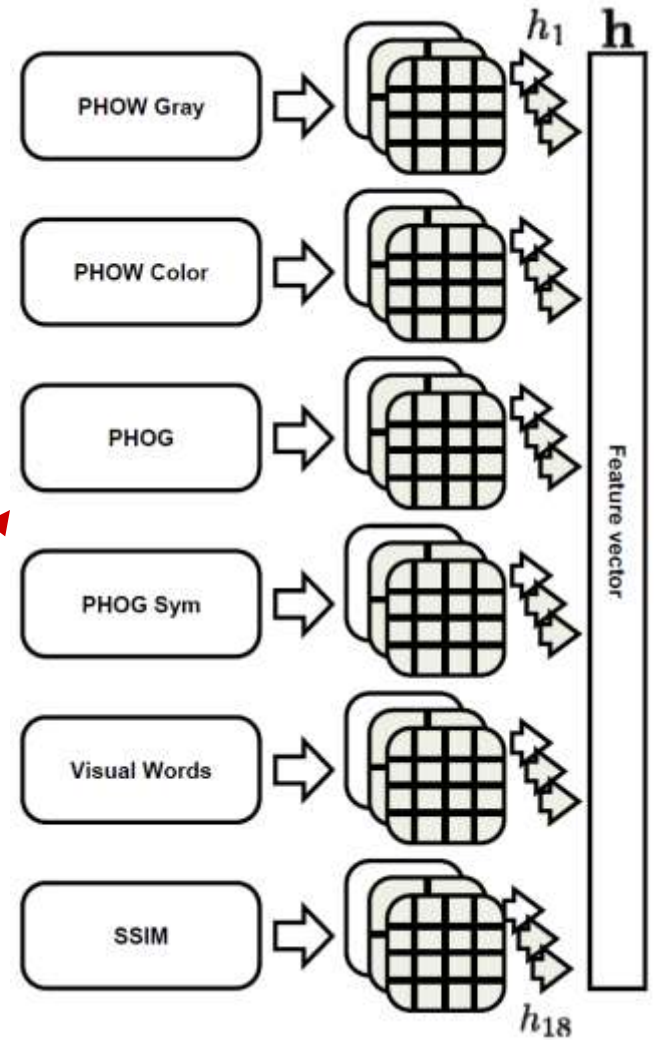 h₁ h
PHOW Gray
PHOW Color
PHOG
Feature vector
PHOG Sym
Visual Words
SSIM
h₁₈